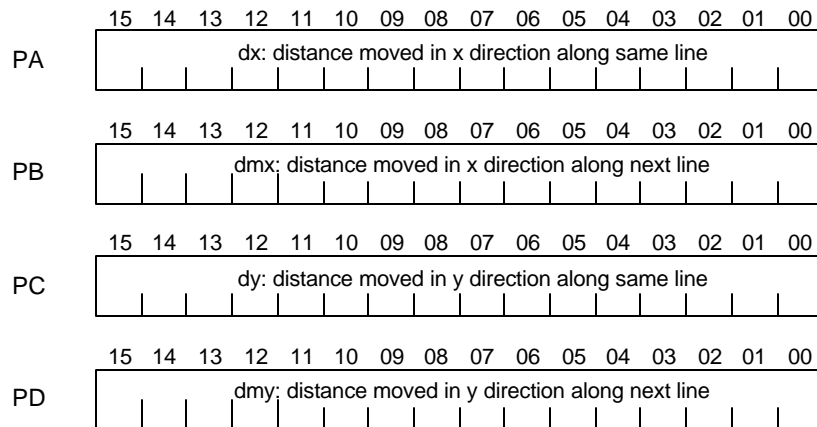 15 14 13 12 11 10 09 08 07 06 05 04 03 02 01 00
PA dx: distance moved in x direction along same line
15 14 13 12 11 10 09 08 07 06 05 04 03 02 01 00
PB dmx: distance moved in x direction along next line
15 14 13 12 11 10 09 08 07 06 05 04 03 02 01 00
PC dy: distance moved in y direction along same line
15 14 13 12 11 10 09 08 07 06 05 04 03 02 01 00
PD dmy: distance moved in y direction along next line